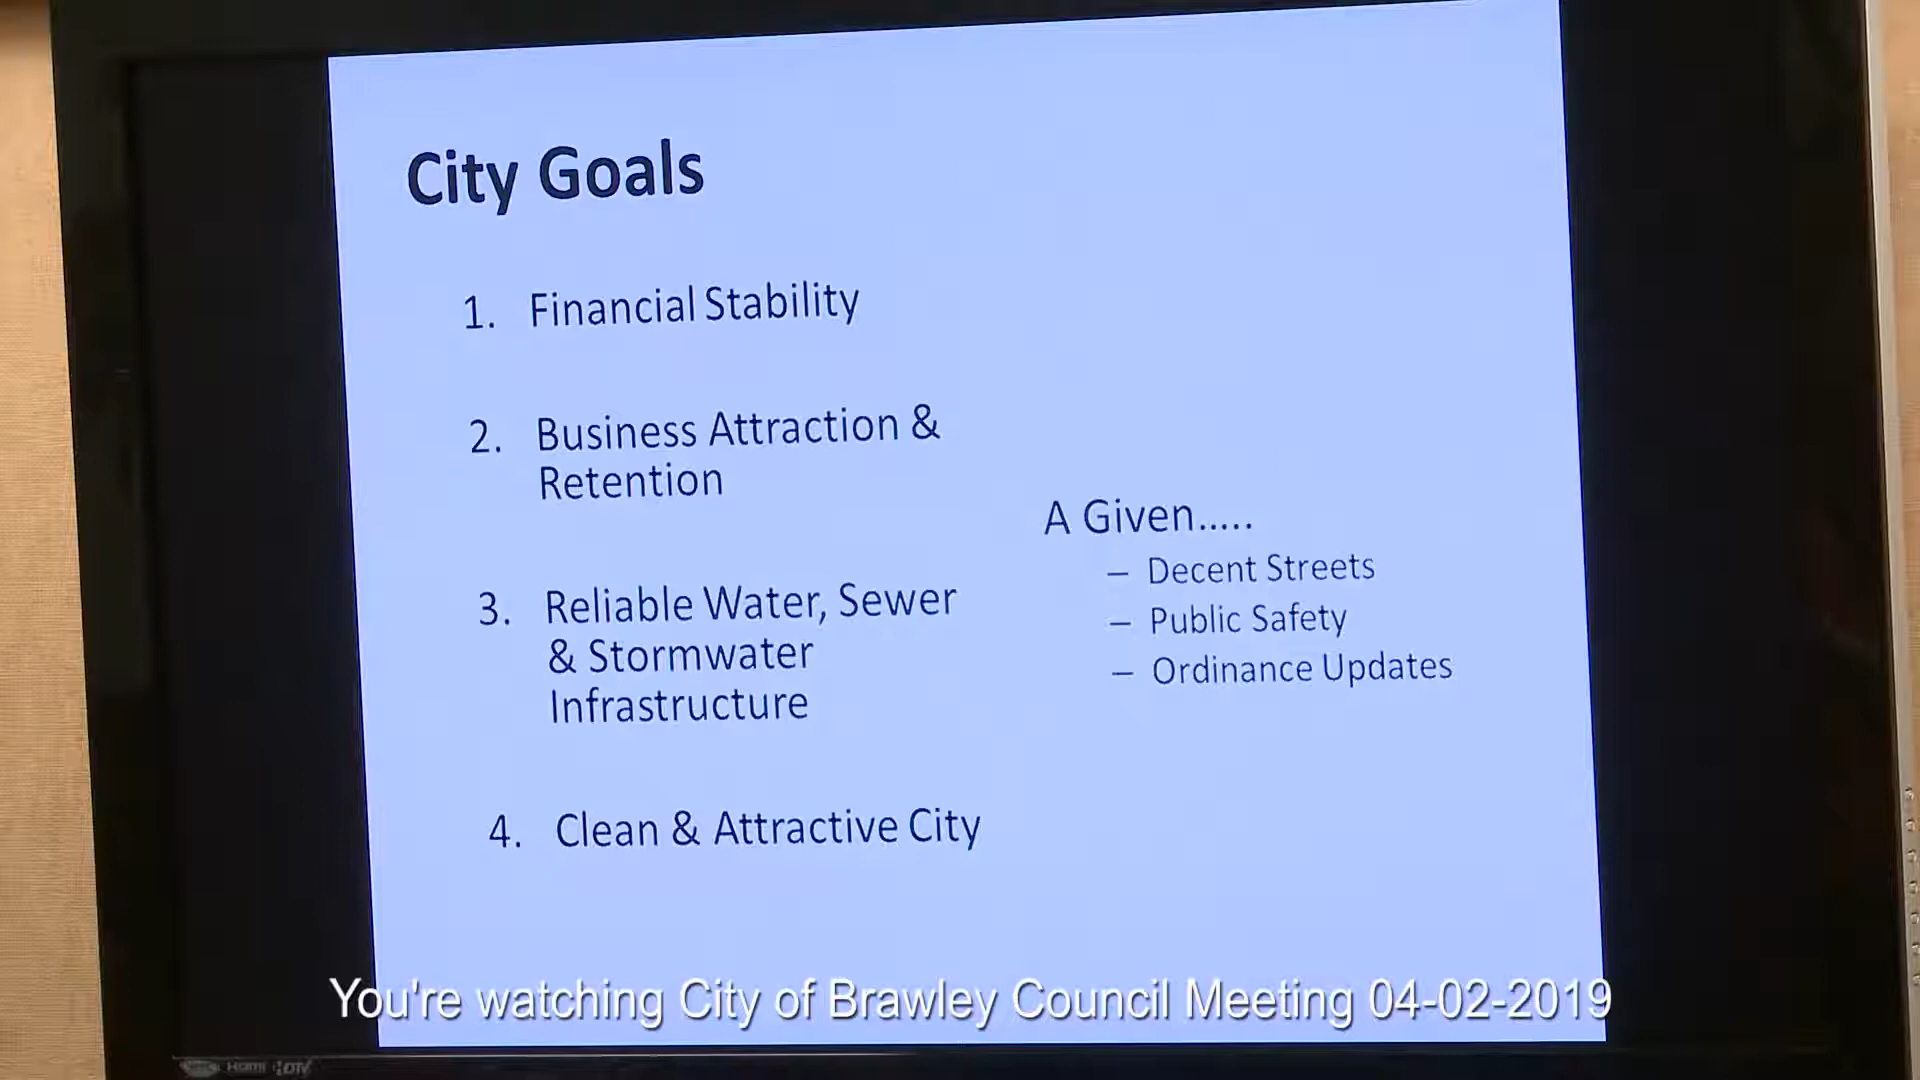 City Goals
1. Financial Stability
2. Business Attraction &
Retention
3. Reliable Water, Sewer
& Stormwater
Infrastructure
4. Clean & Attractive City
A Given.....
– Decent Streets
– Public Safety
– Ordinance Updates
You're watching City of Brawley Council Meeting 04-02-2019